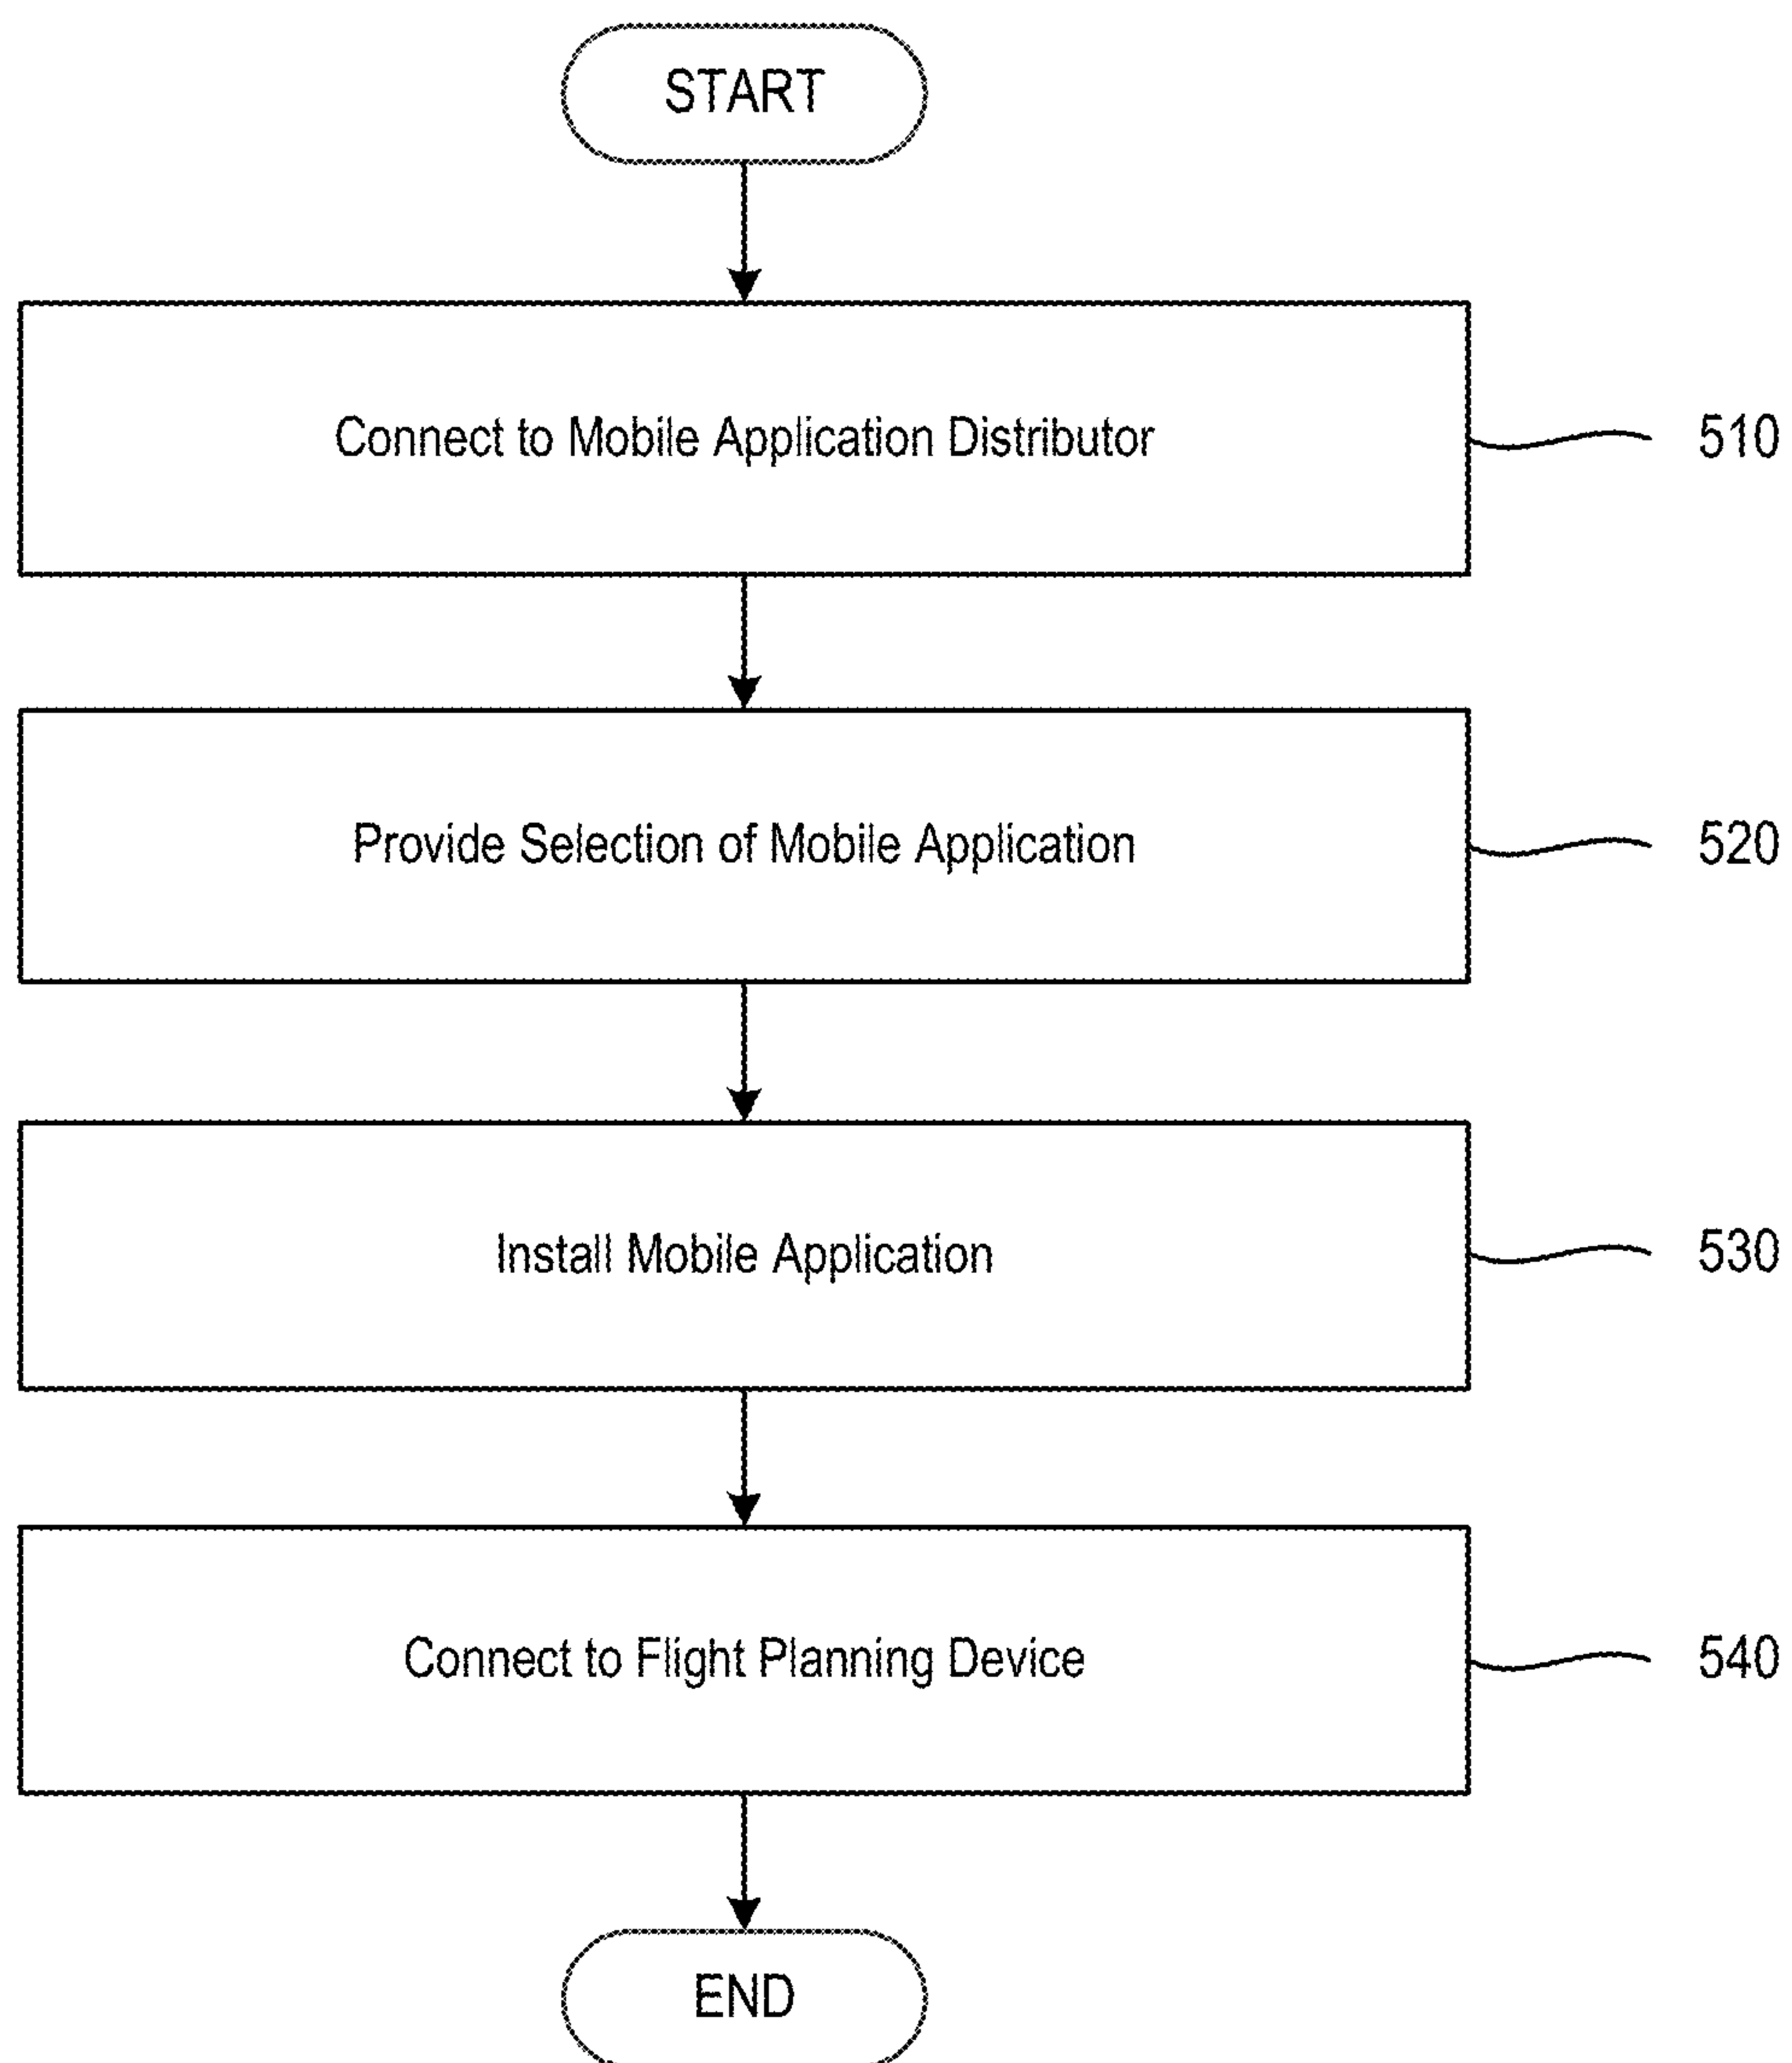 START
Connect to Mobile Application Distributor
510
Provide Selection of Mobile Application
520
Install Mobile Application
530
Connect to Flight Planning Device
540
END